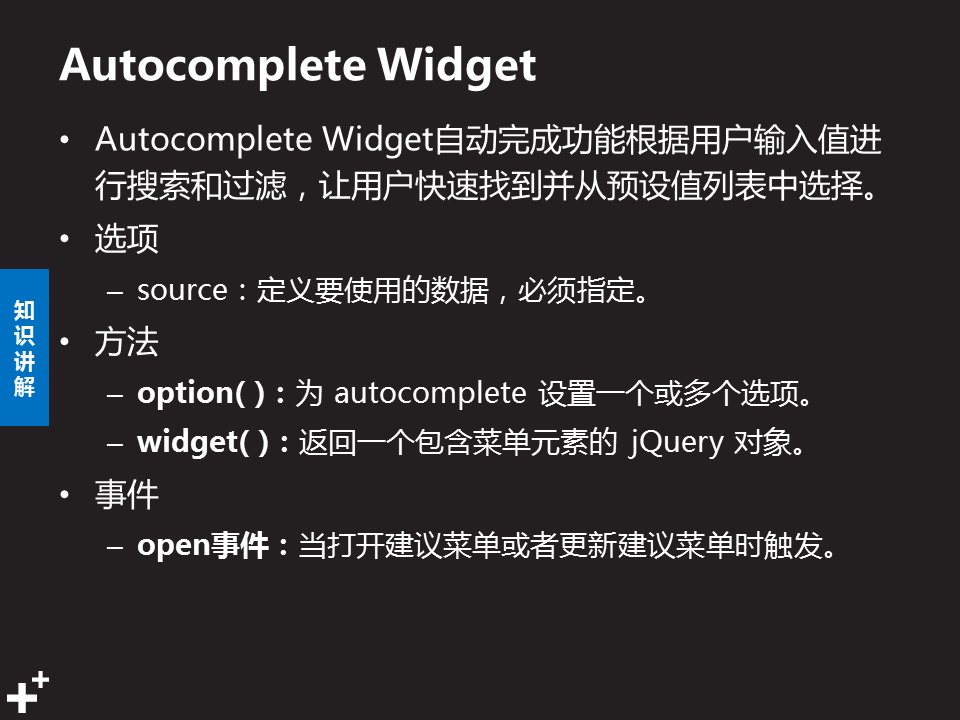 Autocomplete Widget
• Autocomplete Widget自动完成功能根据用户输入值进
行搜索和过滤，让用户快速找到并从预设值列表中选择。
• 选项
– source：定义要使用的数据，必须指定。
• 方法
– option( )：为 autocomplete 设置一个或多个选项。
– widget( )：返回一个包含菜单元素的 jQuery 对象。
• 事件
– open事件：当打开建议菜单或者更新建议菜单时触发。
知
识
讲
解